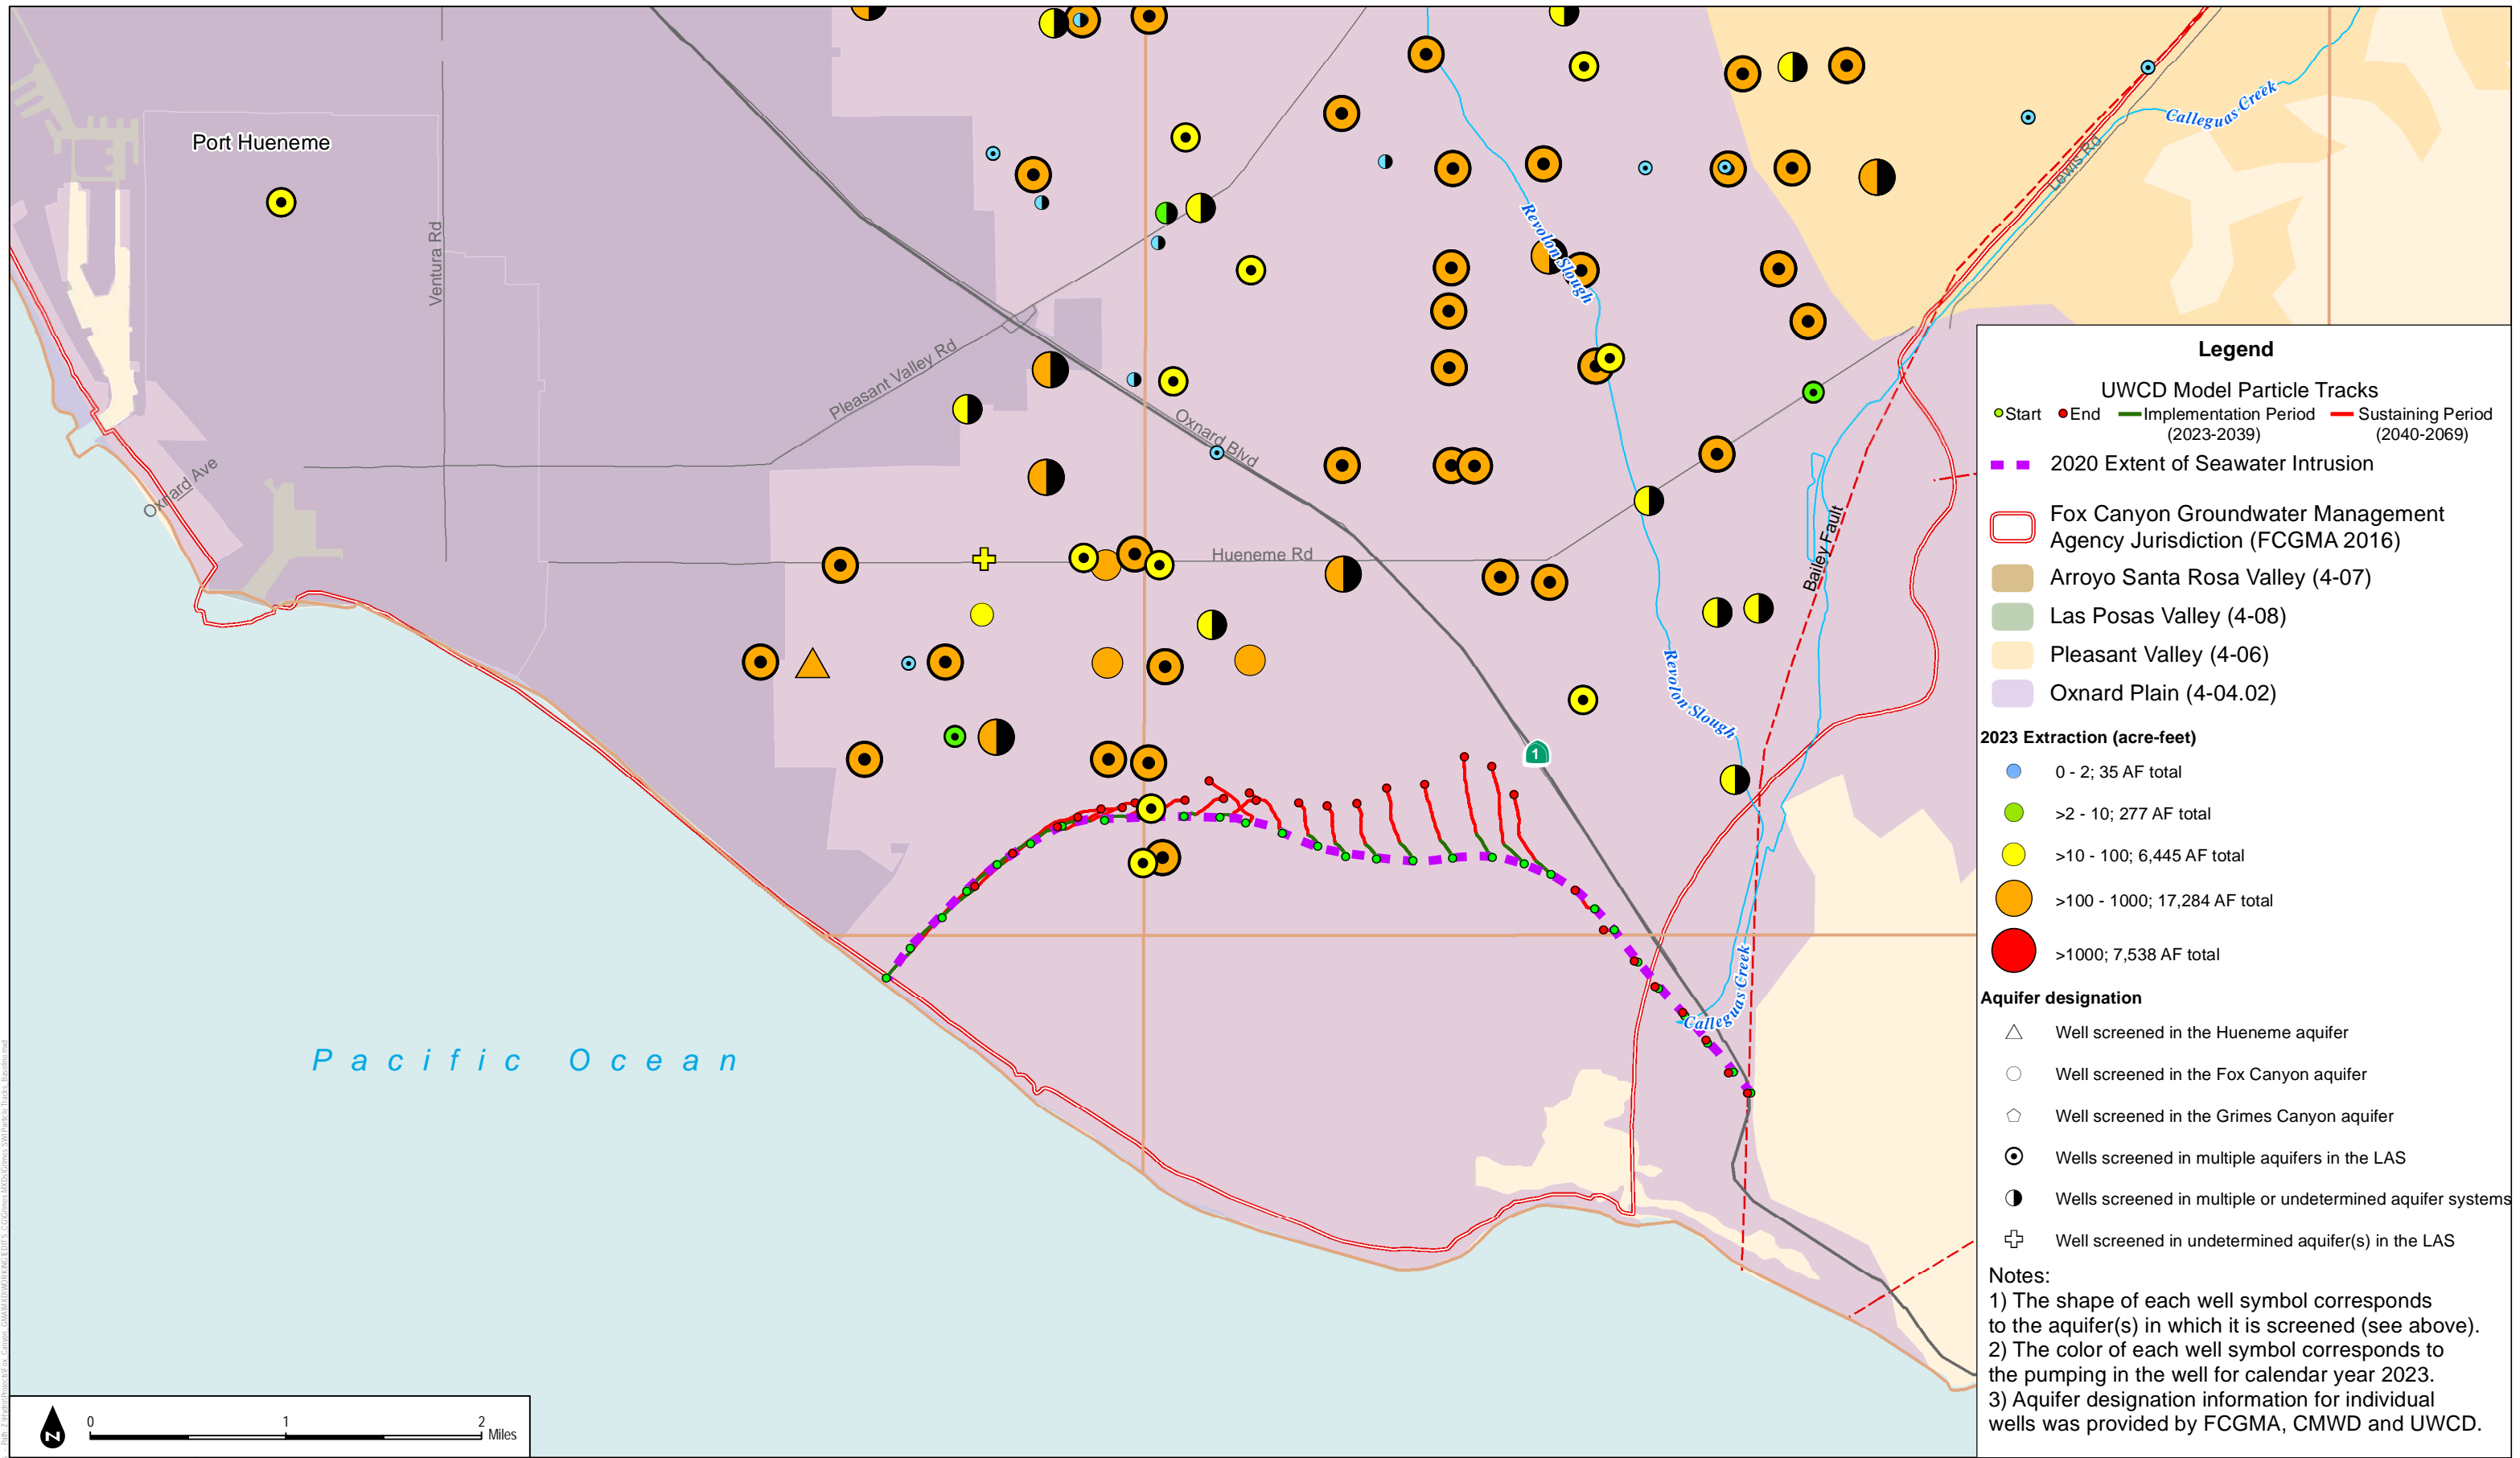 Port Hueneme
Ventura Rd
Oxnard Ave
Pleasant Valley Rd
Oxnard Blvd
Hueneme Rd
Revolon Slough
Revolon Slough
Calleguas Creek
Lewis Rd
Bailey Fault
1
Calleguas Creek
Pacific Ocean
N
0 1 2
Miles
Legend
UWCD Model Particle Tracks
Start End Implementation Period Sustaining Period
(2023-2039) (2040-2069)
2020 Extent of Seawater Intrusion
Fox Canyon Groundwater Management
Agency Jurisdiction (FCGMA 2016)
Arroyo Santa Rosa Valley (4-07)
Las Posas Valley (4-08)
Pleasant Valley (4-06)
Oxnard Plain (4-04.02)
2023 Extraction (acre-feet)
0 - 2; 35 AF total
>2 - 10; 277 AF total
>10 - 100; 6,445 AF total
>100 - 1000; 17,284 AF total
>1000; 7,538 AF total
Aquifer designation
Well screened in the Hueneme aquifer
Well screened in the Fox Canyon aquifer
Well screened in the Grimes Canyon aquifer
Wells screened in multiple aquifers in the LAS
Wells screened in multiple or undetermined aquifer systems
Well screened in undetermined aquifer(s) in the LAS
Notes:
1) The shape of each well symbol corresponds
to the aquifer(s) in which it is screened (see above).
2) The color of each well symbol corresponds to
the pumping in the well for calendar year 2023.
3) Aquifer designation information for individual
wells was provided by FCGMA, CMWD and UWCD.